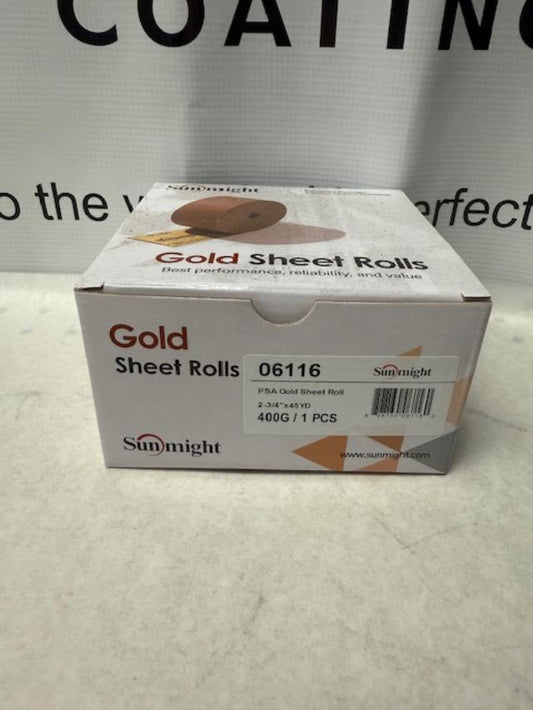 COATING
o the w erfect
Sunmight
Gold Sheet Rolls
Best performance, reliability, and value
Gold
Sheet Rolls
Sunmight
06116
Sunmight
PSA Gold Sheet Roll
2-3/4"x45YD
400G / 1 PCS
www.sunmight.com